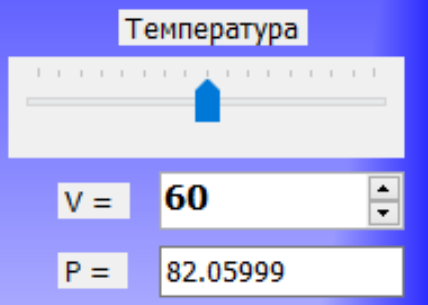 Температура
V = 60
P = 82.05999